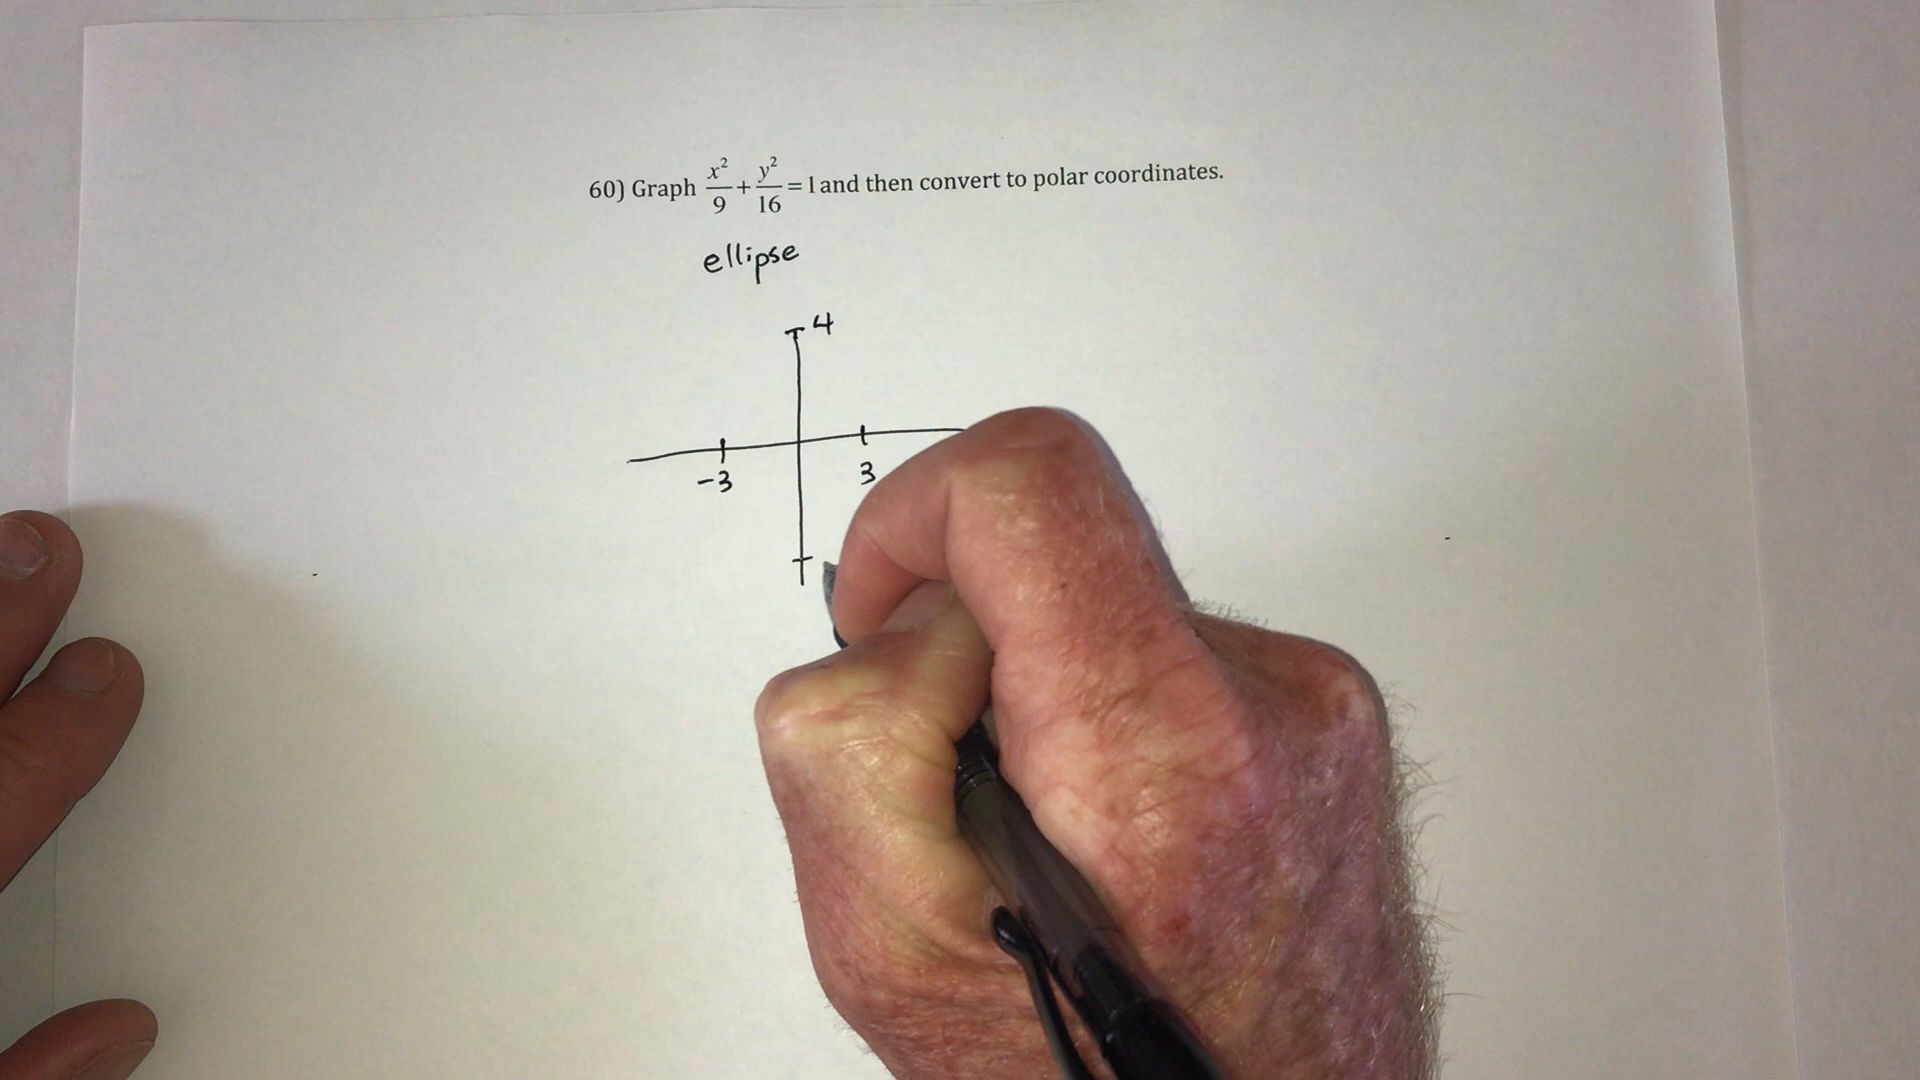 60) Graph x²/9 + y²/16 = 1 and then convert to polar coordinates.
ellipse
4
-3 3